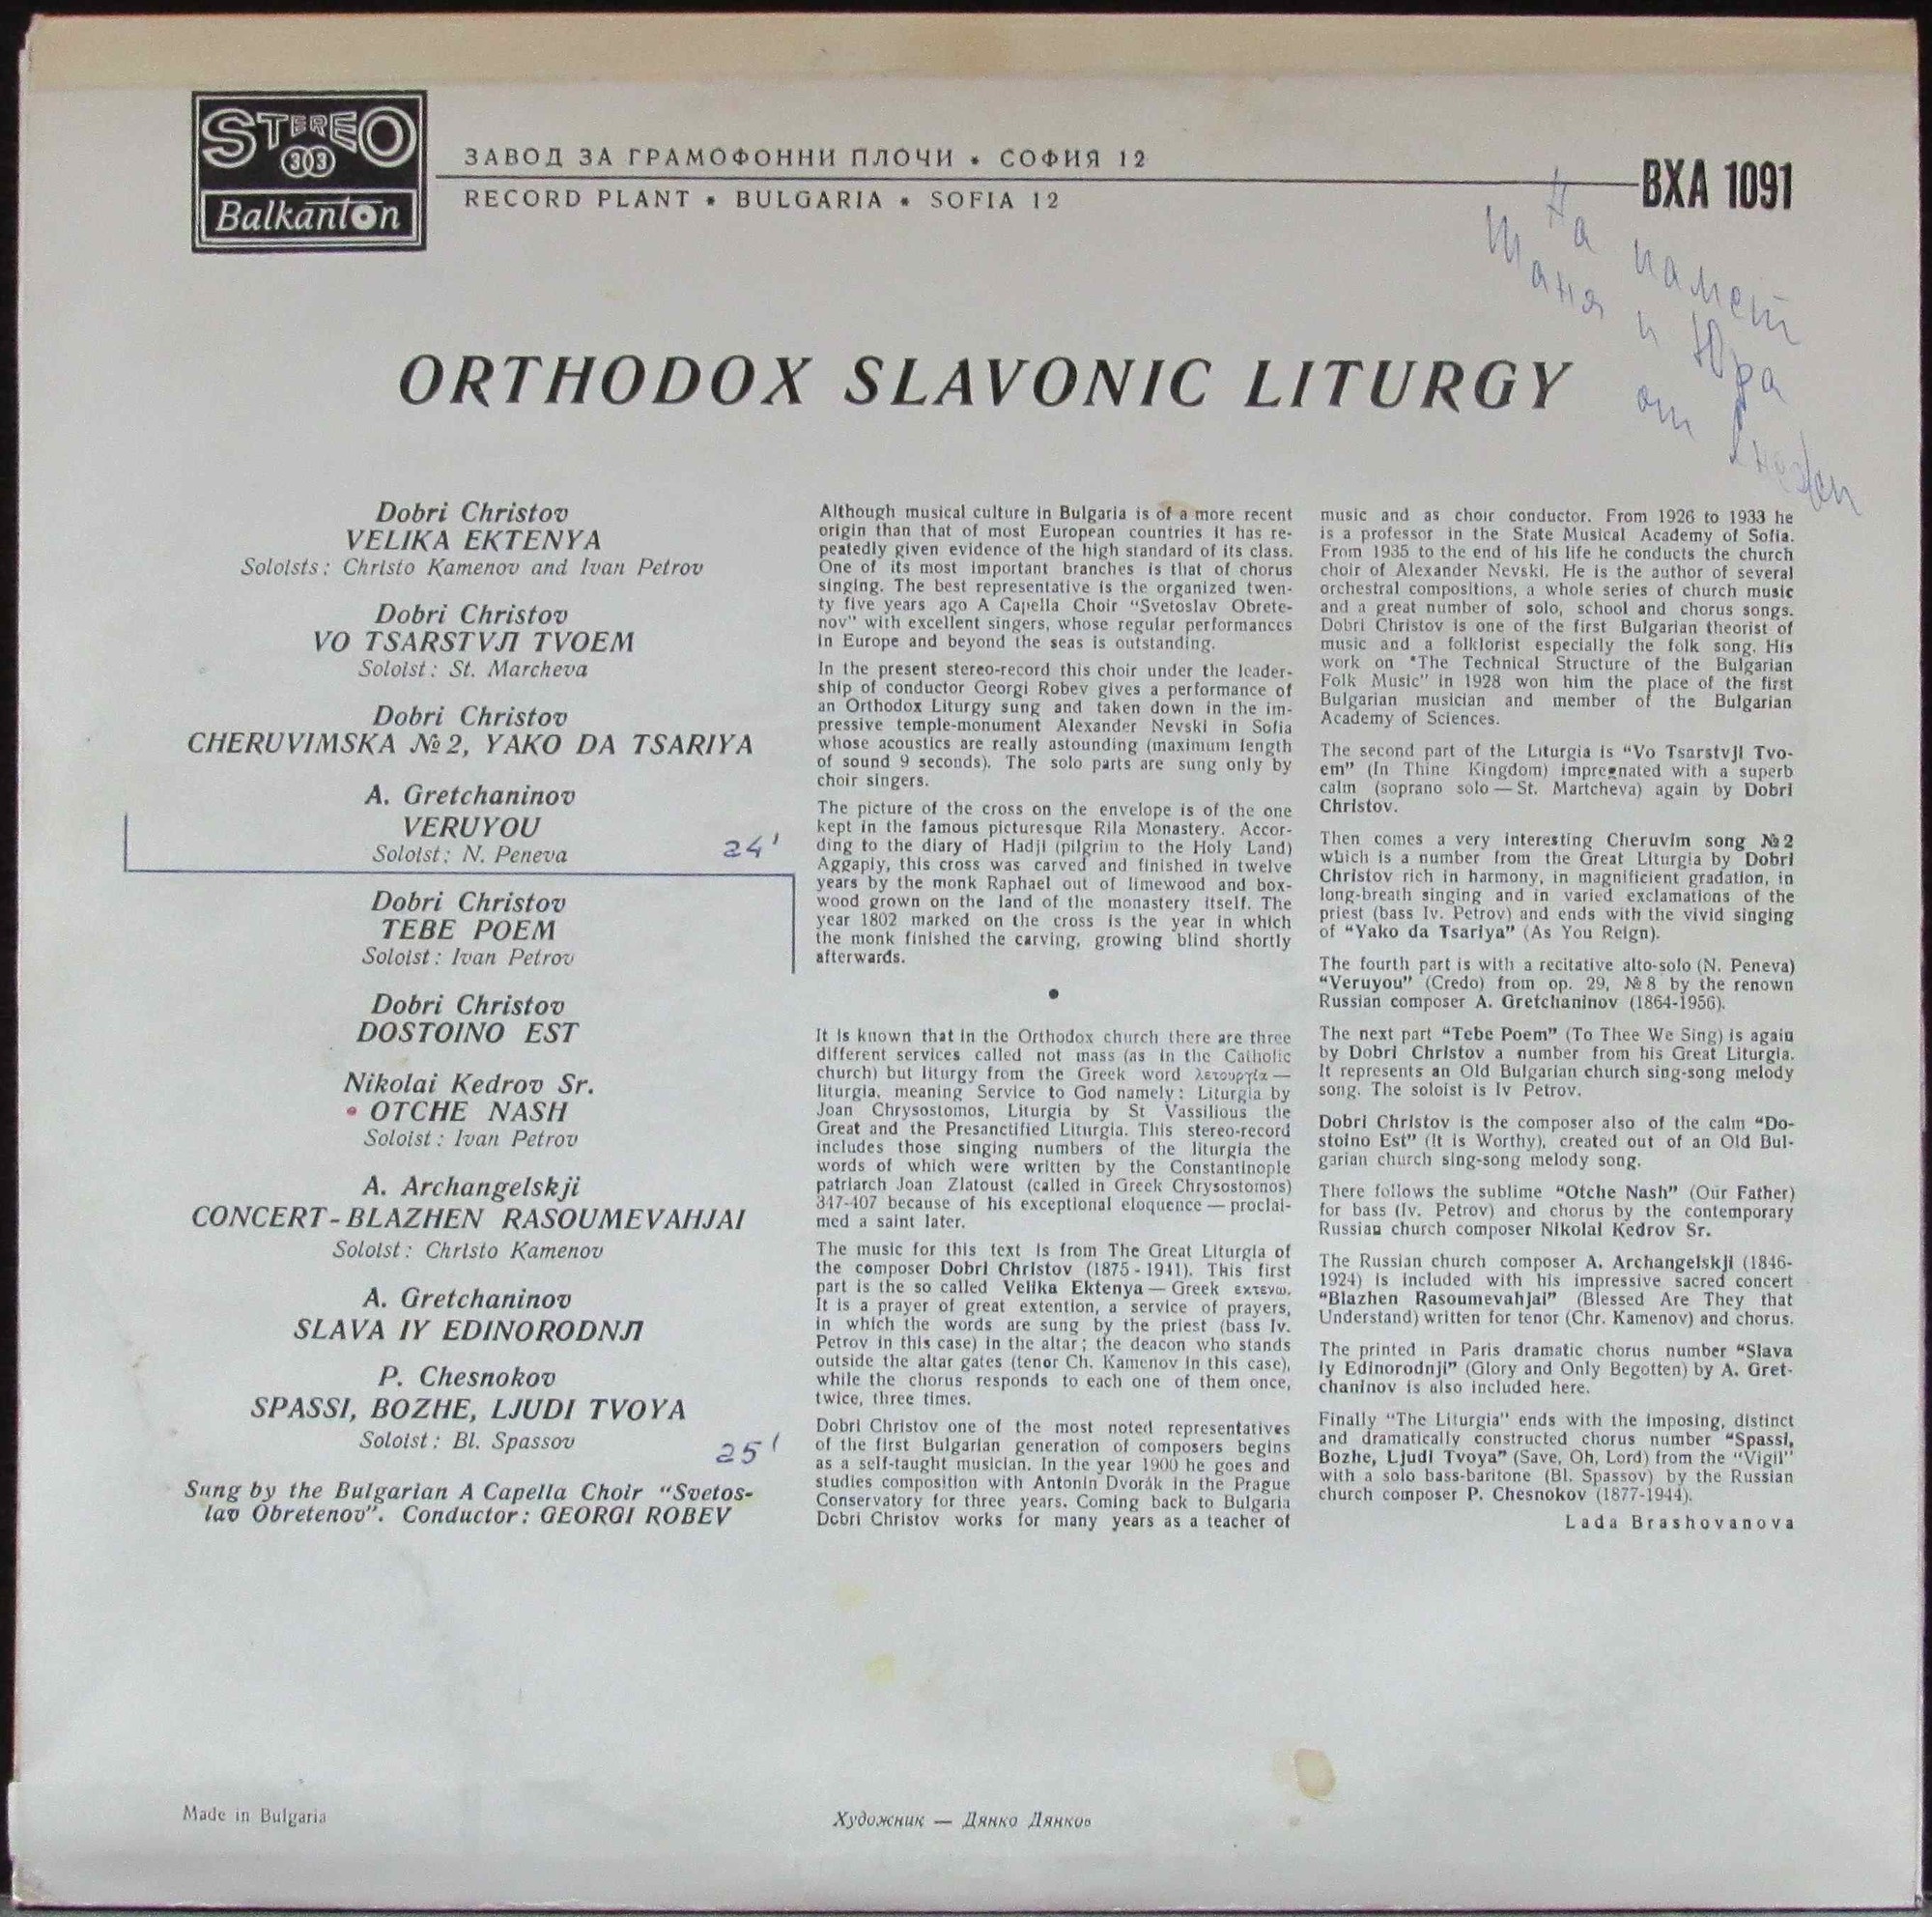 STEREO
33
Balkanton
ЗАВОД ЗА ГРАМОФОННИ ПЛОЧИ * СОФИЯ 12
RECORD PLANT * BULGARIA * SOFIA 12
ВХА 1091
На памет
Таня и Юра
от
ORTHODOX SLAVONIC LITURGY
Dobri Christov
VELIKA EKTENYA
Soloists: Christo Kamenov and Ivan Petrov
Dobri Christov
VO TSARSTVJI TVOEM
Soloist: St. Marcheva
Dobri Christov
CHERUVIMSKA №2, YAKO DA TSARIYA
A. Gretchaninov
VERUYOU
Soloist: N. Peneva
24'
Dobri Christov
TEBE POEM
Soloist: Ivan Petrov
Dobri Christov
DOSTOINO EST
Nikolai Kedrov Sr.
• OTCHE NASH
Soloist: Ivan Petrov
A. Archangelskji
CONCERT-BLAZHEN RASOUMEVAHJAI
Soloist: Christo Kamenov
A. Gretchaninov
SLAVA IY EDINORODNJI
P. Chesnokov
SPASSI, BOZHE, LJUDI TVOYA
Soloist: Bl. Spassov
25'
Sung by the Bulgarian A Capella Choir "Svetos-
lav Obretenov". Conductor: GEORGI ROBEV
Although musical culture in Bulgaria is of a more recent
origin than that of most European countries it has re-
peatedly given evidence of the high standard of its class.
One of its most important branches is that of chorus
singing. The best representative is the organized twen-
ty five years ago A Capella Choir "Svetoslav Obrete-
nov" with excellent singers, whose regular performances
in Europe and beyond the seas is outstanding.
In the present stereo-record this choir under the leader-
ship of conductor Georgi Robev gives a performance of
an Orthodox Liturgy sung and taken down in the im-
pressive temple-monument Alexander Nevski in Sofia
whose acoustics are really astounding (maximum length
of sound 9 seconds). The solo parts are sung only by
choir singers.
The picture of the cross on the envelope is of the one
kept in the famous picturesque Rila Monastery. Accor-
ding to the diary of Hadji (pilgrim to the Holy Land)
Aggapiy, this cross was carved and finished in twelve
years by the monk Raphael out of limewood and box-
wood grown on the land of the monastery itself. The
year 1802 marked on the cross is the year in which
the monk finished the carving, growing blind shortly
afterwards.
•
It is known that in the Orthodox church there are three
different services called not mass (as in the Catholic
church) but liturgy from the Greek word λετουργία —
liturgia, meaning Service to God namely: Liturgia by
Joan Chrysostomos, Liturgia by St Vassilious the
Great and the Presanctified Liturgia. This stereo-record
includes those singing numbers of the liturgia the
words of which were written by the Constantinople
patriarch Joan Zlatoust (called in Greek Chrysostomos)
347-407 because of his exceptional eloquence — proclai-
med a saint later.
The music for this text is from The Great Liturgia of
the composer Dobri Christov (1875-1941). This first
part is the so called Velika Ektenya — Greek εκτενω.
It is a prayer of great extention, a service of prayers,
in which the words are sung by the priest (bass Iv.
Petrov in this case) in the altar; the deacon who stands
outside the altar gates (tenor Ch. Kamenov in this case),
while the chorus responds to each one of them once,
twice, three times.
Dobri Christov one of the most noted representatives
of the first Bulgarian generation of composers begins
as a self-taught musician. In the year 1900 he goes and
studies composition with Antonin Dvorák in the Prague
Conservatory for three years. Coming back to Bulgaria
Dobri Christov works for many years as a teacher of
music and as choir conductor. From 1926 to 1933 he
is a professor in the State Musical Academy of Sofia.
From 1935 to the end of his life he conducts the church
choir of Alexander Nevski. He is the author of several
orchestral compositions, a whole series of church music
and a great number of solo, school and chorus songs.
Dobri Christov is one of the first Bulgarian theorist of
music and a folklorist especially the folk song. His
work on "The Technical Structure of the Bulgarian
Folk Music" in 1928 won him the place of the first
Bulgarian musician and member of the Bulgarian
Academy of Sciences.
The second part of the Liturgia is "Vo Tsarstvji Tvo-
em" (In Thine Kingdom) impregnated with a superb
calm (soprano solo — St. Martcheva) again by Dobri
Christov.
Then comes a very interesting Cheruvim song №2
which is a number from the Great Liturgia by Dobri
Christov rich in harmony, in magnificient gradation, in
long-breath singing and in varied exclamations of the
priest (bass Iv. Petrov) and ends with the vivid singing
of "Yako da Tsariya" (As You Reign).
The fourth part is with a recitative alto-solo (N. Peneva)
"Veruyou" (Credo) from op. 29, №8 by the renown
Russian composer A. Gretchaninov (1864-1956).
The next part "Tebe Poem" (To Thee We Sing) is again
by Dobri Christov a number from his Great Liturgia.
It represents an Old Bulgarian church sing-song melody
song. The soloist is Iv Petrov.
Dobri Christov is the composer also of the calm "Do-
stoino Est" (It is Worthy), created out of an Old Bul-
garian church sing-song melody song.
There follows the sublime "Otche Nash" (Our Father)
for bass (Iv. Petrov) and chorus by the contemporary
Russian church composer Nikolai Kedrov Sr.
The Russian church composer A. Archangelskji (1846-
1924) is included with his impressive sacred concert
"Blazhen Rasoumevahjai" (Blessed Are They that
Understand) written for tenor (Chr. Kamenov) and chorus.
The printed in Paris dramatic chorus number "Slava
iy Edinorodnji" (Glory and Only Begotten) by A. Gret-
chaninov is also included here.
Finally "The Liturgia" ends with the imposing, distinct
and dramatically constructed chorus number "Spassi,
Bozhe, Ljudi Tvoya" (Save, Oh, Lord) from the "Vigil"
with a solo bass-baritone (Bl. Spassov) by the Russian
church composer P. Chesnokov (1877-1944).
Lada Brashovanova
Made in Bulgaria
Художник — Дянко Дянков